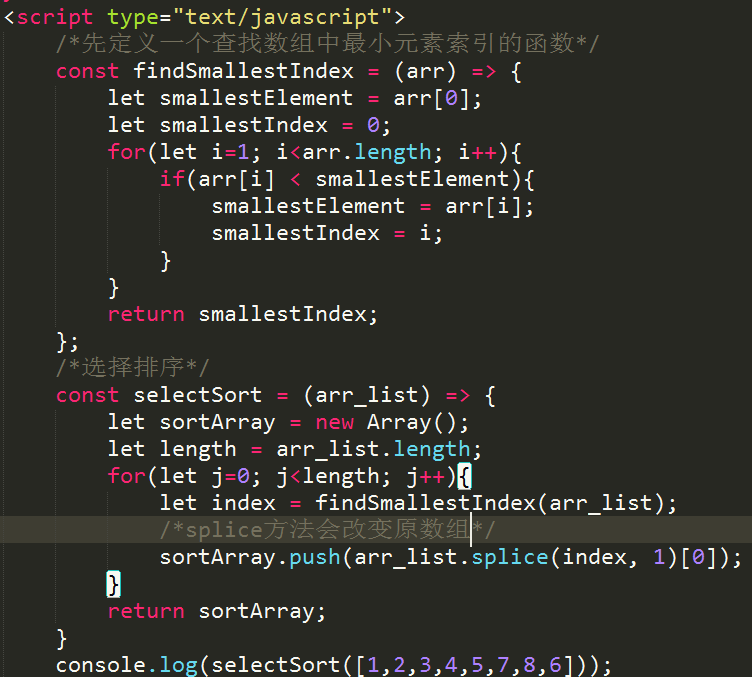 <script type="text/javascript">
/*先定义一个查找数组中最小元素索引的函数*/
const findSmallestIndex = (arr) => {
let smallestElement = arr[0];
let smallestIndex = 0;
for(let i=1; i<arr.length; i++){
if(arr[i] < smallestElement){
smallestElement = arr[i];
smallestIndex = i;
}
}
return smallestIndex;
};
/*选择排序*/
const selectSort = (arr_list) => {
let sortArray = new Array();
let length = arr_list.length;
for(let j=0; j<length; j++){
let index = findSmallestIndex(arr_list);
/*splice方法会改变原数组*/
sortArray.push(arr_list.splice(index, 1)[0]);
}
return sortArray;
}
console.log(selectSort([1,2,3,4,5,7,8,6]));